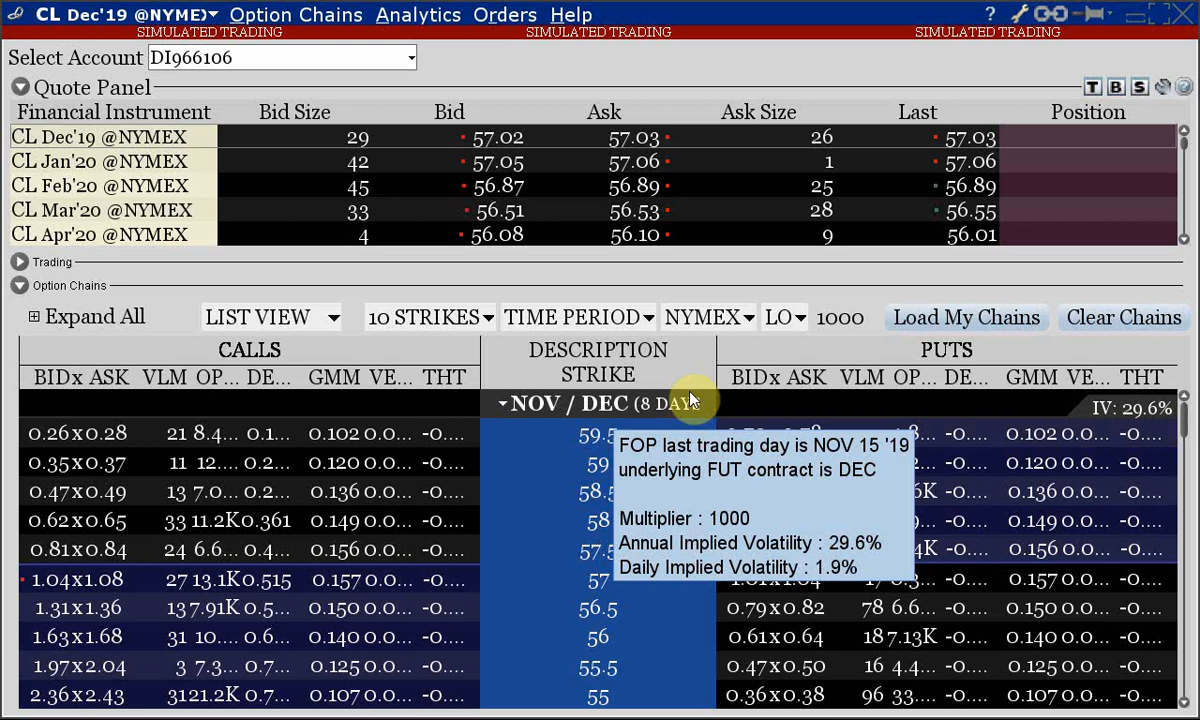 CL Dec'19 @NYMEX Option Chains Analytics Orders Help ?
SIMULATED TRADING SIMULATED TRADING SIMULATED TRADING
Select Account DI966106
Quote Panel T B S ?
Financial Instrument Bid Size Bid Ask Ask Size Last Position
CL Dec'19 @NYMEX 29 57.02 57.03 26 57.03
CL Jan'20 @NYMEX 42 57.05 57.06 1 57.06
CL Feb'20 @NYMEX 45 56.87 56.89 25 56.89
CL Mar'20 @NYMEX 33 56.51 56.53 28 56.55
CL Apr'20 @NYMEX 4 56.08 56.10 9 56.01
Trading
Option Chains
Expand All LIST VIEW 10 STRIKES TIME PERIOD NYMEX LO 1000 Load My Chains Clear Chains
CALLS DESCRIPTION PUTS
STRIKE
BIDx ASK VLM OP... DE... GMM VE... THT BIDx ASK VLM OP... DE... GMM VE... THT
NOV / DEC (8 DAYS IV: 29.6%
0.26x0.28 21 8.4... 0.1... 0.102 0.0... -0.... 59.5 -0.... 0.102 0.0... -0....
0.35x0.37 11 12.... 0.2... 0.120 0.0... -0.... 59 -0.... 0.120 0.0... -0....
0.47x0.49 13 7.0... 0.2... 0.136 0.0... -0.... 58.5 6K -0.... 0.136 0.0... -0....
0.62x0.65 33 11.2K 0.361 0.149 0.0... -0.... 58 -0.... 0.149 0.0... -0....
0.81x0.84 24 6.6... 0.4... 0.156 0.0... -0.... 57.5 4K -0.... 0.156 0.0... -0....
1.04x1.08 27 13.1K 0.515 0.157 0.0... -0.... 57 -0.... 0.157 0.0... -0....
1.31x1.36 13 7.91K 0.6... 0.150 0.0... -0.... 56.5 0.79x0.82 78 6.6... -0.... 0.150 0.0... -0....
1.63x1.68 31 10.... 0.6... 0.140 0.0... -0.... 56 0.61x0.64 18 7.13K -0.... 0.140 0.0... -0....
1.97x2.04 3 7.3... 0.7... 0.125 0.0... -0.... 55.5 0.47x0.50 16 4.4... -0.... 0.125 0.0... -0....
2.36x2.43 31 21.2K 0.7... 0.107 0.0... -0.... 55 0.36x0.38 96 33.... -0.... 0.107 0.0... -0....
FOP last trading day is NOV 15 '19
underlying FUT contract is DEC
Multiplier : 1000
Annual Implied Volatility : 29.6%
Daily Implied Volatility : 1.9%